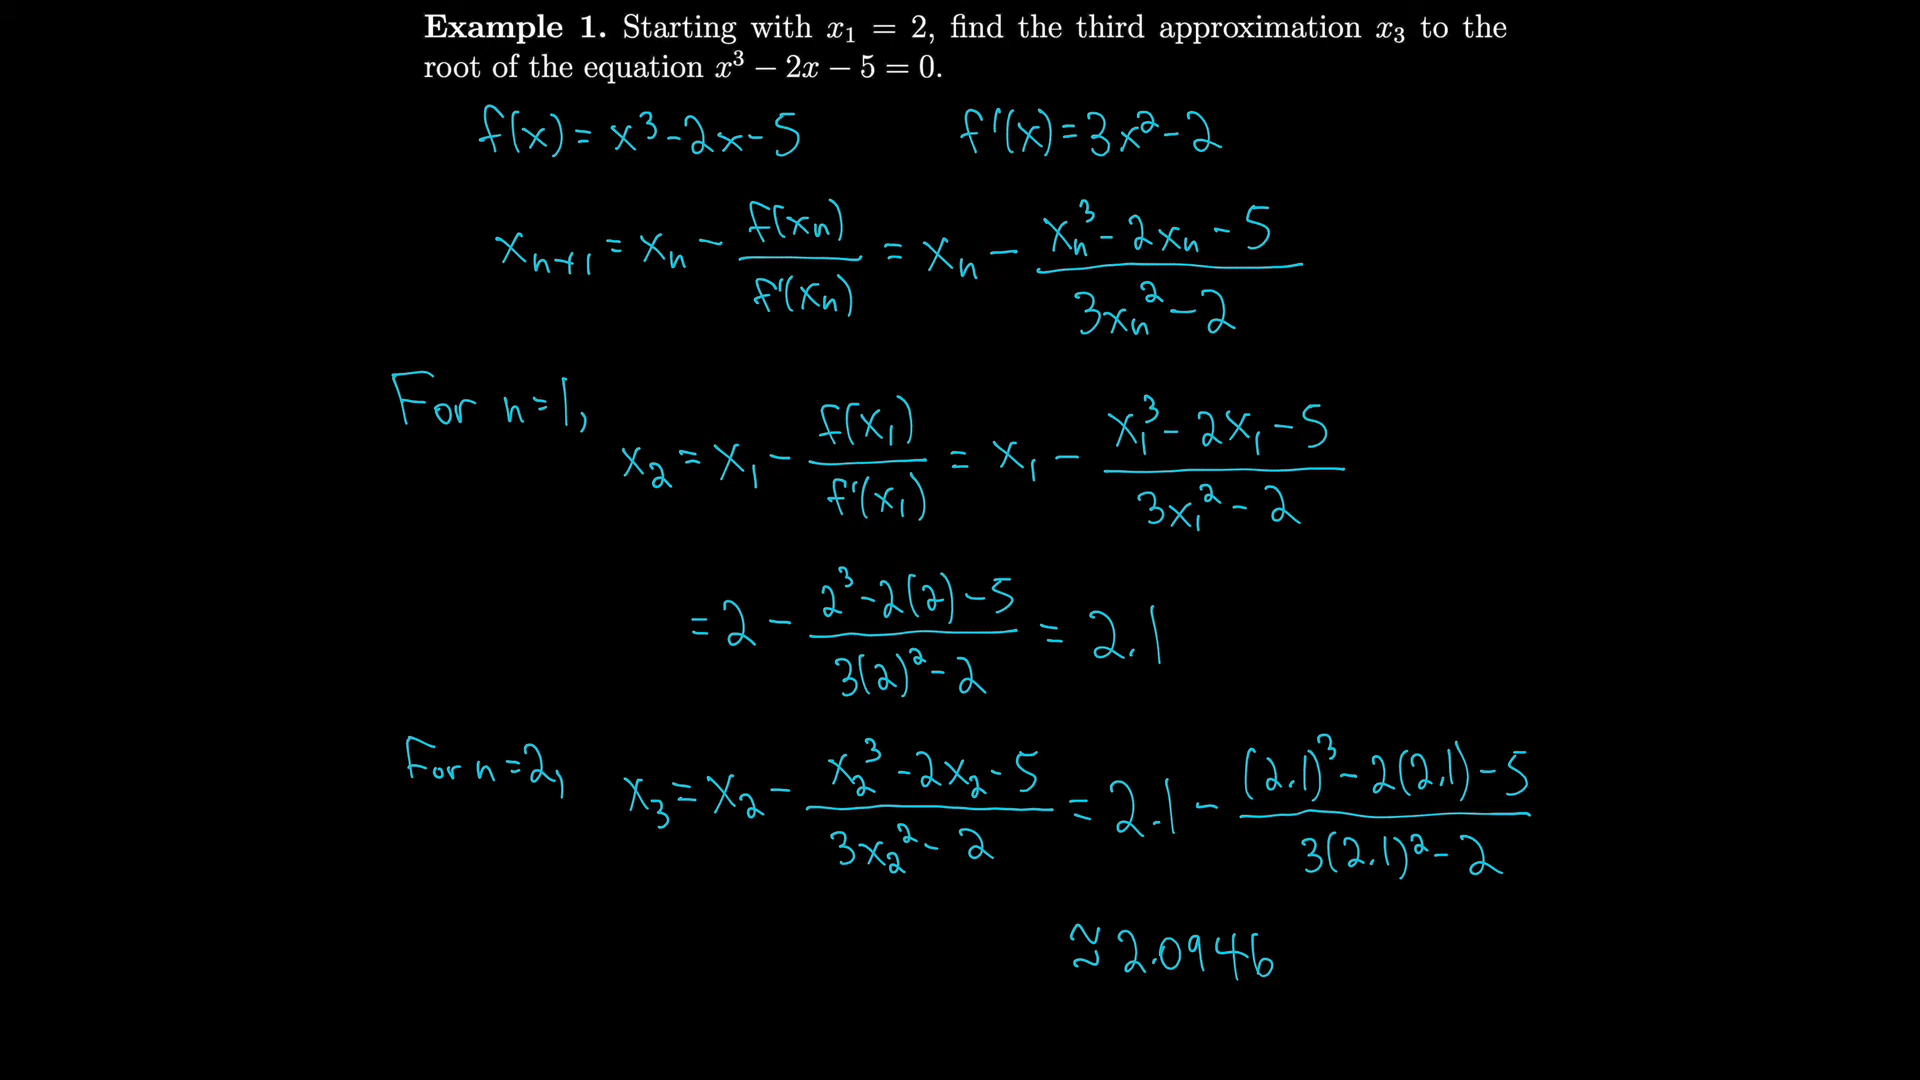 Example 1. Starting with x₁ = 2, find the third approximation x₃ to the
root of the equation x³ − 2x − 5 = 0.
f(x) = x³ - 2x - 5    f'(x) = 3x² - 2
xₙ₊₁ = xₙ - f(xₙ)/f'(xₙ) = xₙ - (xₙ³ - 2xₙ - 5)/(3xₙ² - 2)
For n=1,
x₂ = x₁ - f(x₁)/f'(x₁) = x₁ - (x₁³ - 2x₁ - 5)/(3x₁² - 2)
= 2 - (2³ - 2(2) - 5)/(3(2)² - 2) = 2.1
For n=2, x₃ = x₂ - (x₂³ - 2x₂ - 5)/(3x₂² - 2) = 2.1 - ((2.1)³ - 2(2.1) - 5)/(3(2.1)² - 2)
≅ 2.0946